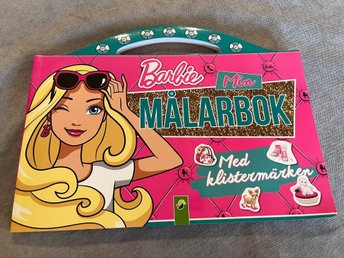 Barbie
Min
MÅLARBOK
Med
klistermärken